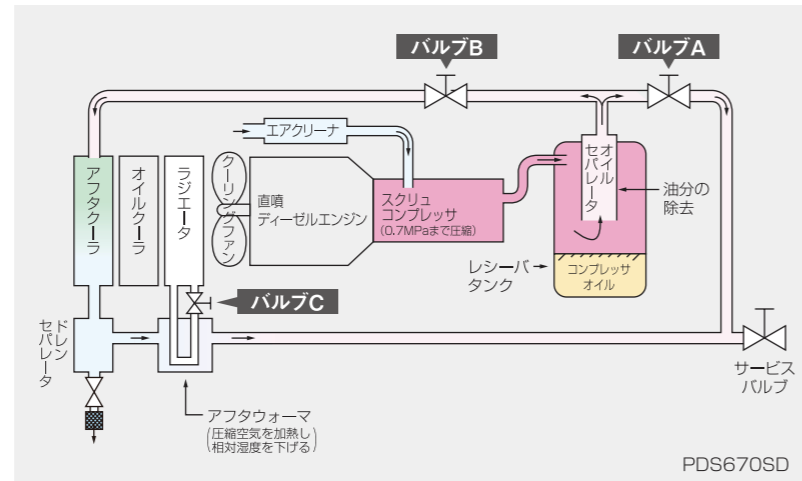 バルブB
バルブA
エアクリーナ
アフタクーラ
オイルクーラ
ラジエータ
クーリングファン
直噴
ディーゼルエンジン
スクリュ
コンプレッサ
(0.7MPaまで圧縮)
オイル
セパレータ
油分の
除去
レシーバ
タンク
コンプレッサ
オイル
バルブC
ドレン
セパレータ
サービス
バルブ
アフタウォーマ
(圧縮空気を加熱し
相対湿度を下げる)
PDS670SD